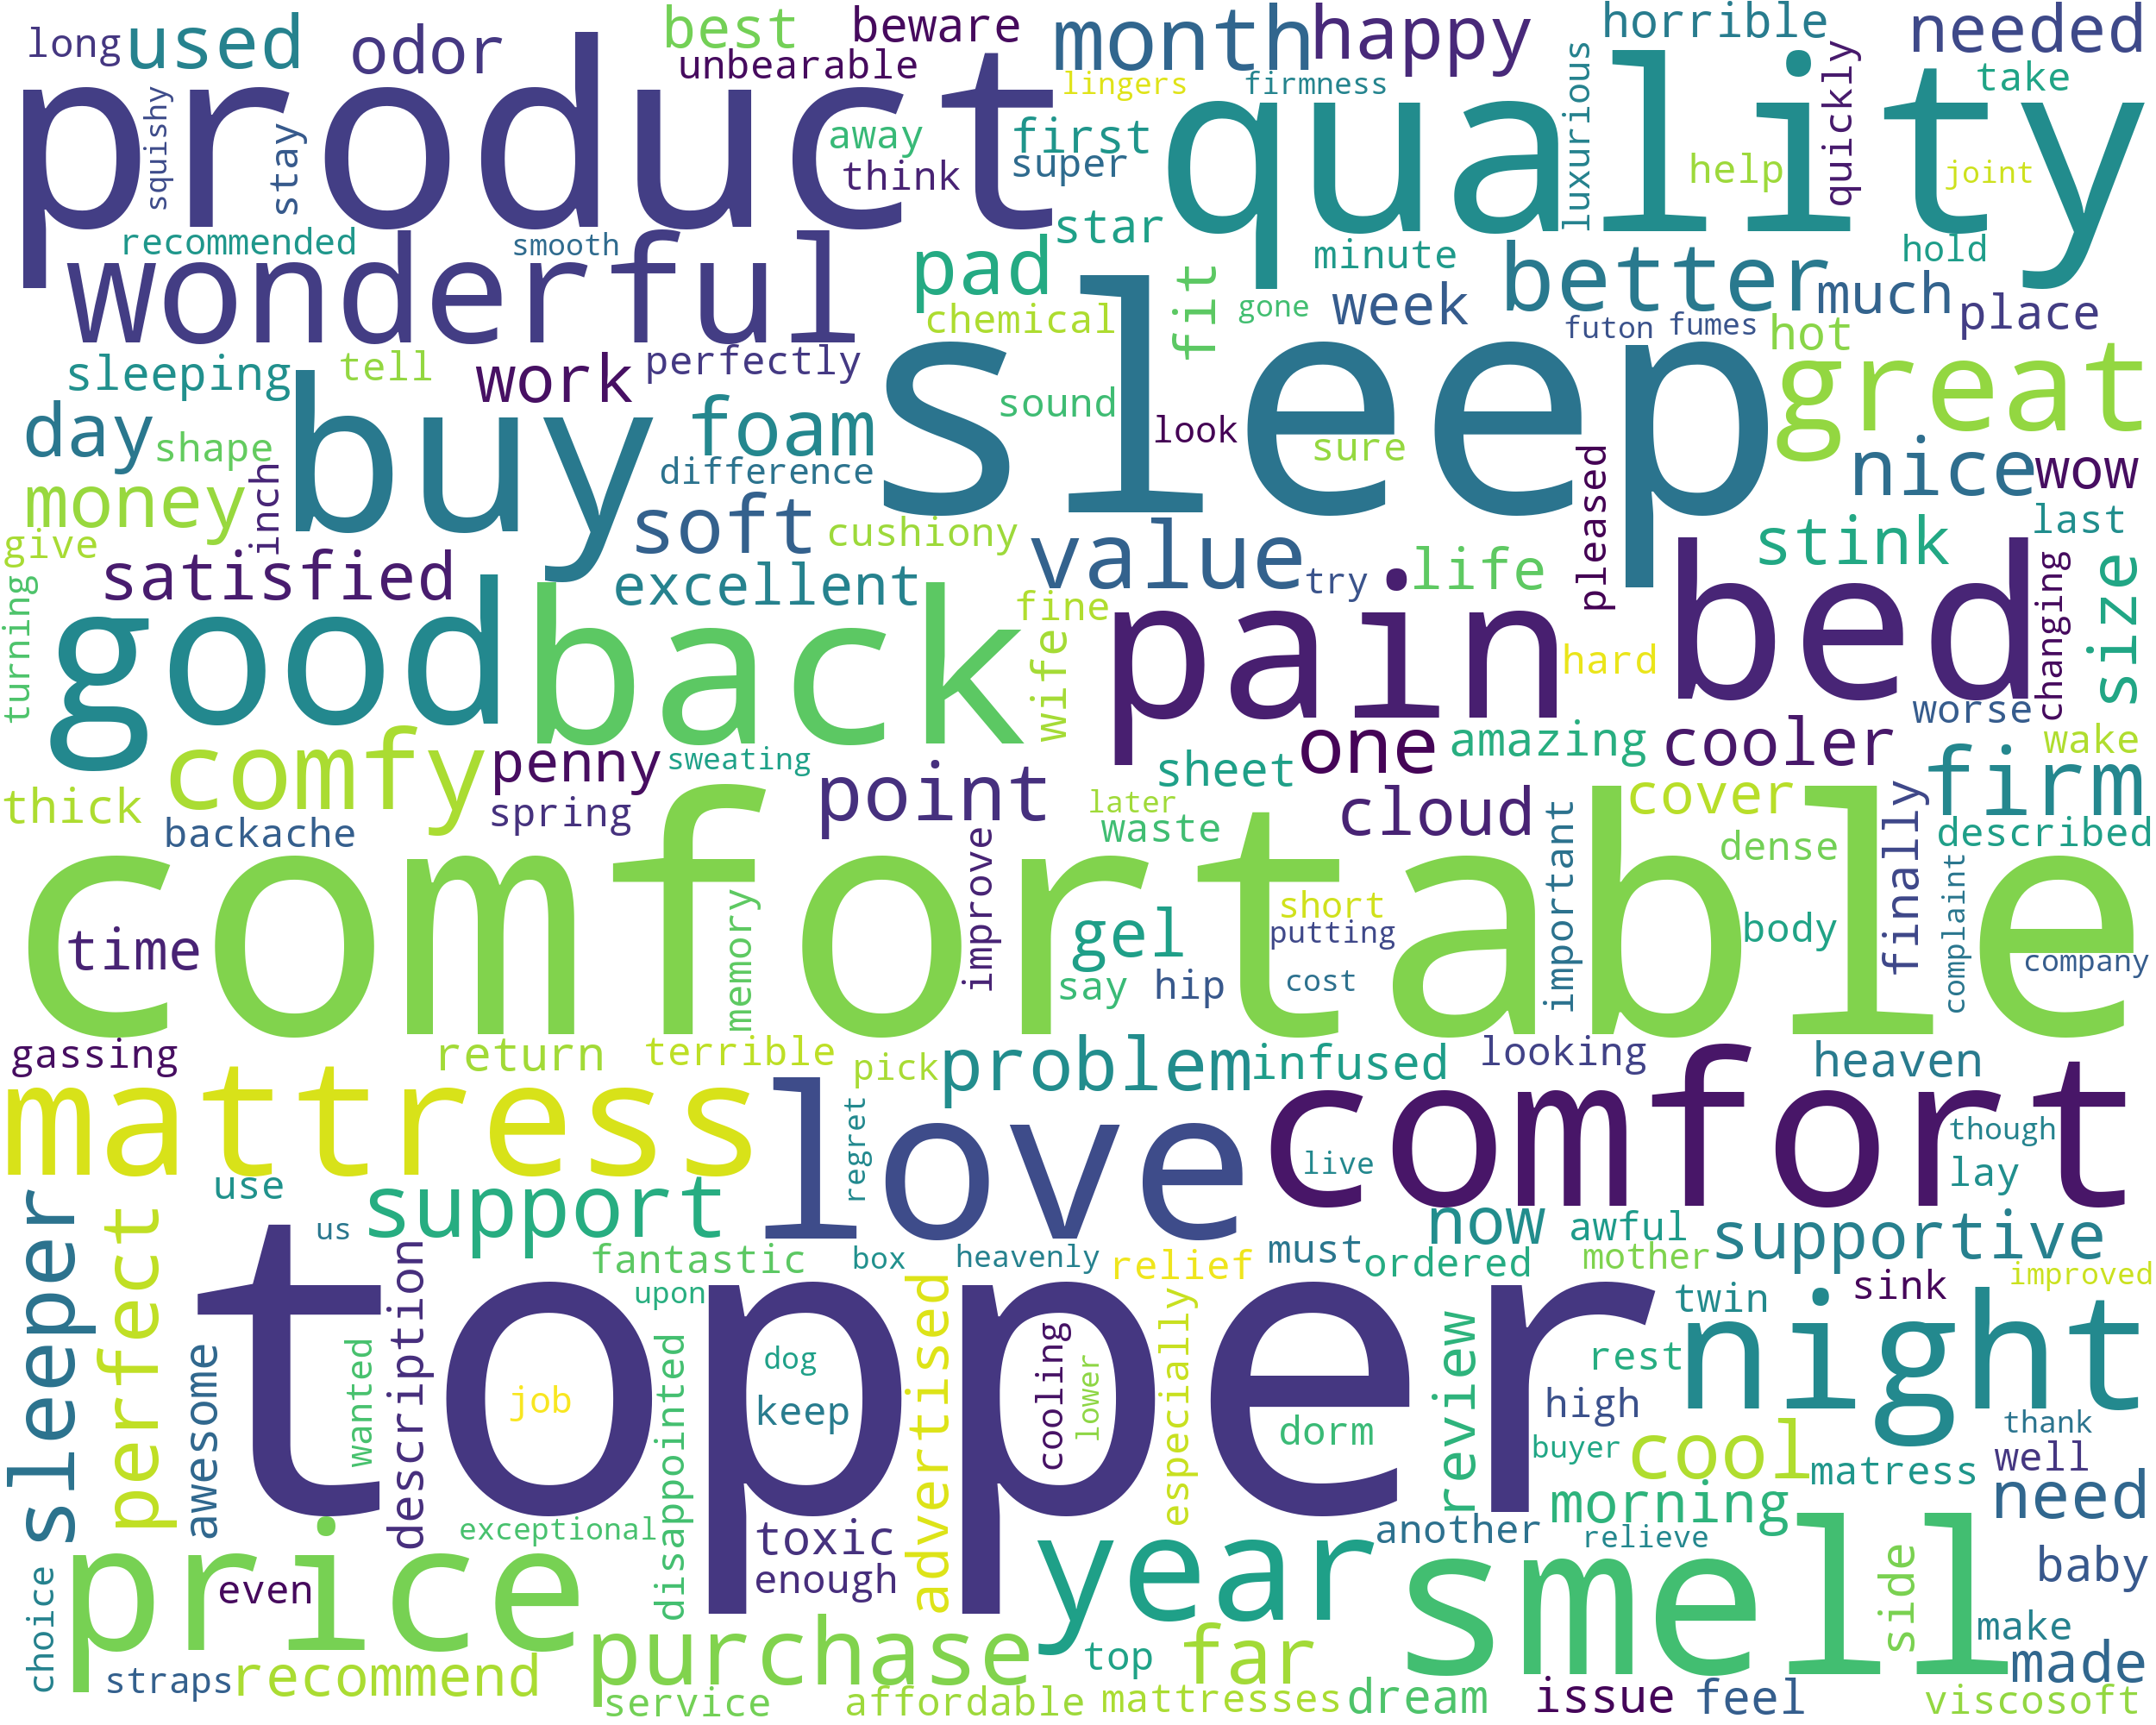 long
used
odor
best
beware
unbearable
month
happy
horrible
needed
product
quality
lingers
firmness
take
squishy
stay
away
first
think
super
luxurious
help
quickly
joint
recommended
smooth
star
wonderful
pad
minute
better
hold
much
place
chemical
fit
gone
week
futon
fumes
hot
sleeping
tell
work
perfectly
sleep
great
day
shape
buy
foam
sound
look
sure
nice
wow
money
inch
difference
soft
cushiony
value
pleased
stink
last
give
satisfied
excellent
try
life
turning
good
back
fine
wife
pain
hard
bed
changing
size
worse
comfy
penny
sweating
point
sheet
one
amazing
cooler
wake
thick
spring
later
cloud
cover
firm
backache
waste
important
dense
described
comfortable
improve
finally
time
memory
gel
short
putting
body
complaint
say
hip
cost
company
gassing
return
terrible
pick
problem
infused
looking
heaven
mattress
love
comfort
regret
live
though
lay
use
support
now
awful
supportive
sleeper
perfect
us
fantastic
box
heavenly
relief
must
ordered
mother
sink
improved
description
upon
topper
especially
twin
night
awesome
wanted
dog
disappointed
advertised
cooling
lower
review
rest
job
keep
dorm
high
thank
buyer
cool
matress
well
morning
need
price
exceptional
toxic
year
another
relieve
smell
choice
even
enough
side
baby
purchase
top
far
make
made
straps
recommend
service
affordable
mattresses
dream
issue
feel
viscosoft